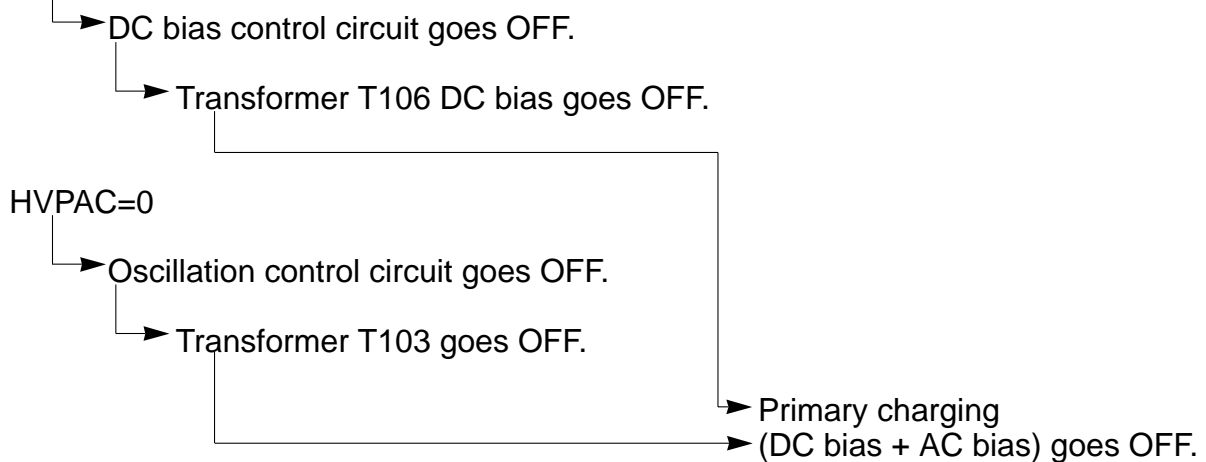 DC bias control circuit goes OFF.
Transformer T106 DC bias goes OFF.
HVPAC=0
Oscillation control circuit goes OFF.
Transformer T103 goes OFF.
Primary charging
(DC bias + AC bias) goes OFF.